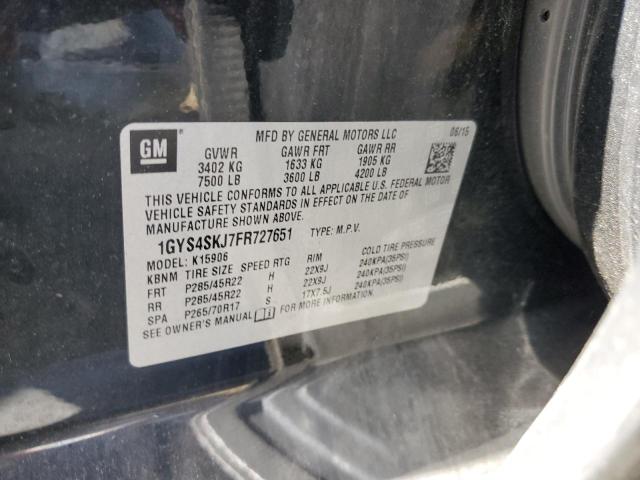 GM
MFD BY GENERAL MOTORS LLC 06/15
GVWR GAWR FRT GAWR RR
3402 KG 1633 KG 1905 KG
7500 LB 3600 LB 4200 LB
THIS VEHICLE CONFORMS TO ALL APPLICABLE U.S. FEDERAL MOTOR
VEHICLE SAFETY STANDARDS IN EFFECT ON THE DATE OF
MANUFACTURE SHOWN ABOVE.
1GYS4SKJ7FR727651 TYPE: M.P.V.
MODEL: K15906
KBNM TIRE SIZE SPEED RTG RIM COLD TIRE PRESSURE
FRT P285/45R22 H 22X9J 240KPA(35PSI)
RR P285/45R22 H 22X9J 240KPA(35PSI)
SPA P265/70R17 S 17X7.5J 240KPA(35PSI)
SEE OWNER'S MANUAL FOR MORE INFORMATION.